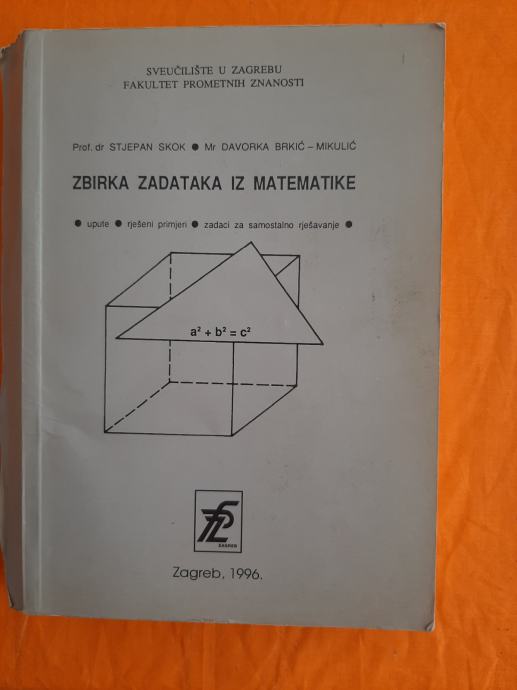 SVEUČILIŠTE U ZAGREBU
FAKULTET PROMETNIH ZNANOSTI
Prof. dr STJEPAN SKOK ● Mr DAVORKA BRKIĆ – MIKULIĆ
ZBIRKA ZADATAKA IZ MATEMATIKE
● upute ● rješeni primjeri ● zadaci za samostalno rješavanje ●
a² + b² = c²
ZAGREB
Zagreb, 1996.